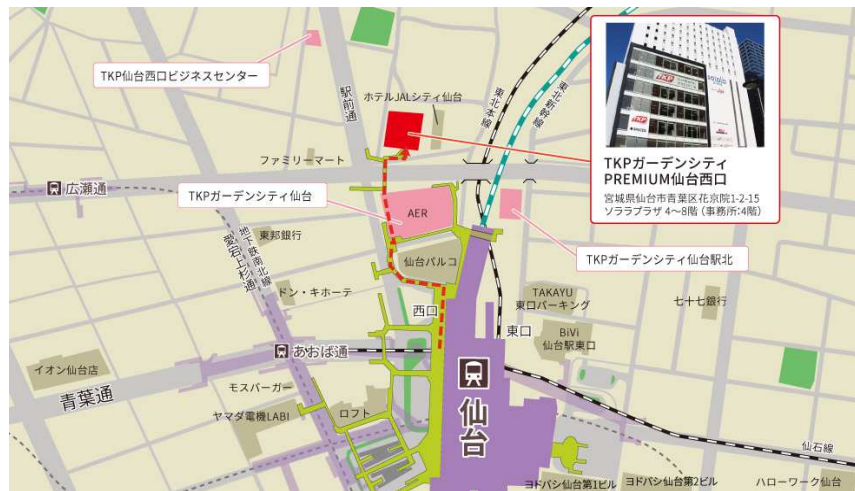 TKP仙台西口ビジネスセンター
駅前通
ホテルJALシティ仙台
東北本線
東北新幹線
TKP
TKPガーデンシティ
PREMIUM仙台西口
宮城県仙台市青葉区花京院1-2-15
ソララプラザ 4〜8階 (事務所:4階)
ファミリーマート
広瀬通
TKPガーデンシティ仙台
AER
東邦銀行
地下鉄南北線
愛宕上杉通
仙台パルコ
TKPガーデンシティ仙台駅北
ドン・キホーテ
西口
TAKAYU
東口パーキング
七十七銀行
東口
BiVi
仙台駅東口
あおば通
イオン仙台店
青葉通
モスバーガー
ヤマダ電機LABI
ロフト
仙台
仙石線
ヨドバシ仙台第1ビル
ヨドバシ仙台第2ビル
ハローワーク仙台